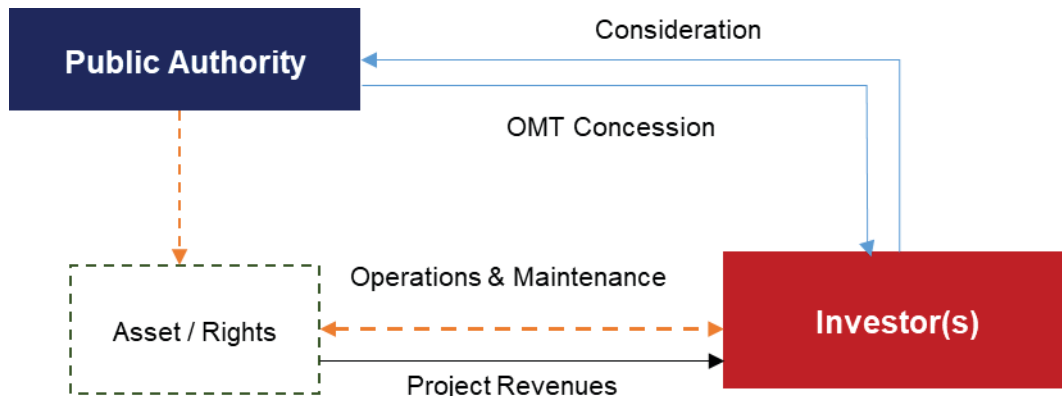 Consideration
Public Authority
OMT Concession
Operations & Maintenance
Asset / Rights
Investor(s)
Project Revenues